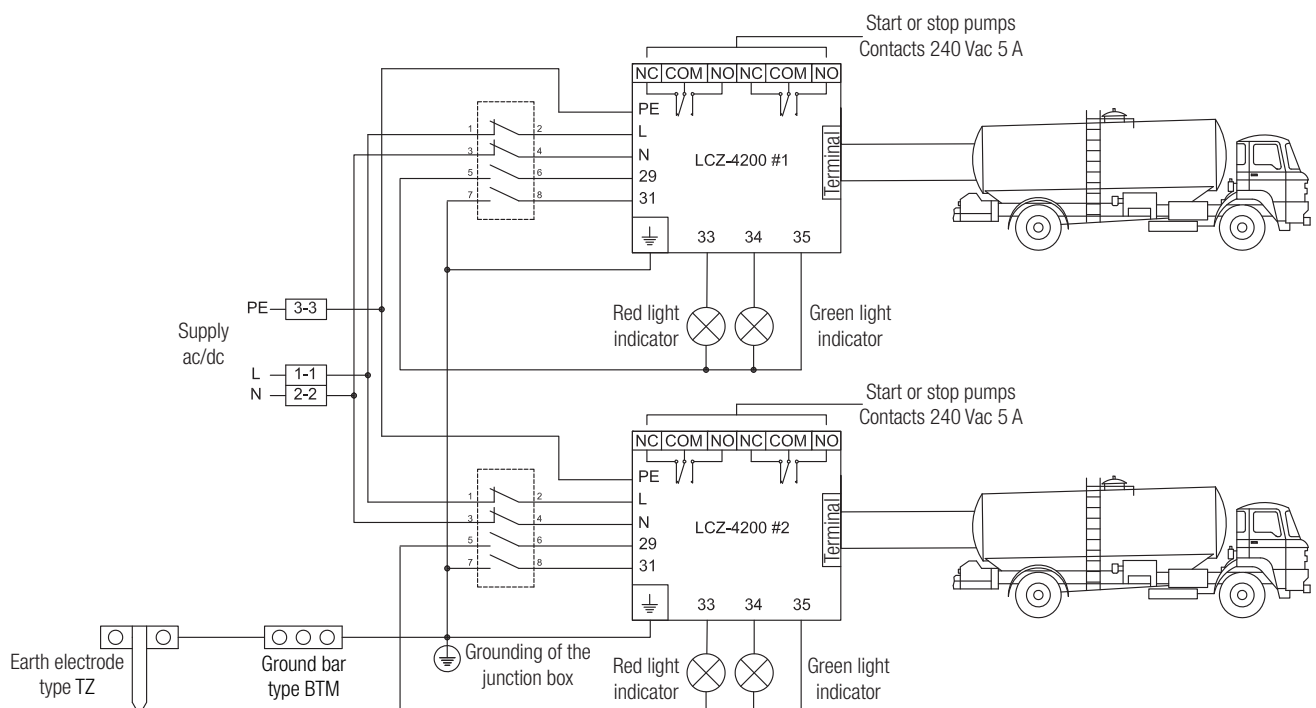 Start or stop pumps
Contacts 240 Vac 5 A
NC COM NO NC COM NO
PE
1 2 L
3 4 N
5 6 29
7 8 31
LCZ-4200 #1
Terminal
33 34 35
PE 3-3
Supply
ac/dc
L 1-1
N 2-2
Red light
indicator
Green light
indicator
Start or stop pumps
Contacts 240 Vac 5 A
NC COM NO NC COM NO
PE
1 2 L
3 4 N
5 6 29
7 8 31
LCZ-4200 #2
Terminal
33 34 35
Earth electrode
type TZ
Ground bar
type BTM
Grounding of the
junction box
Red light
indicator
Green light
indicator